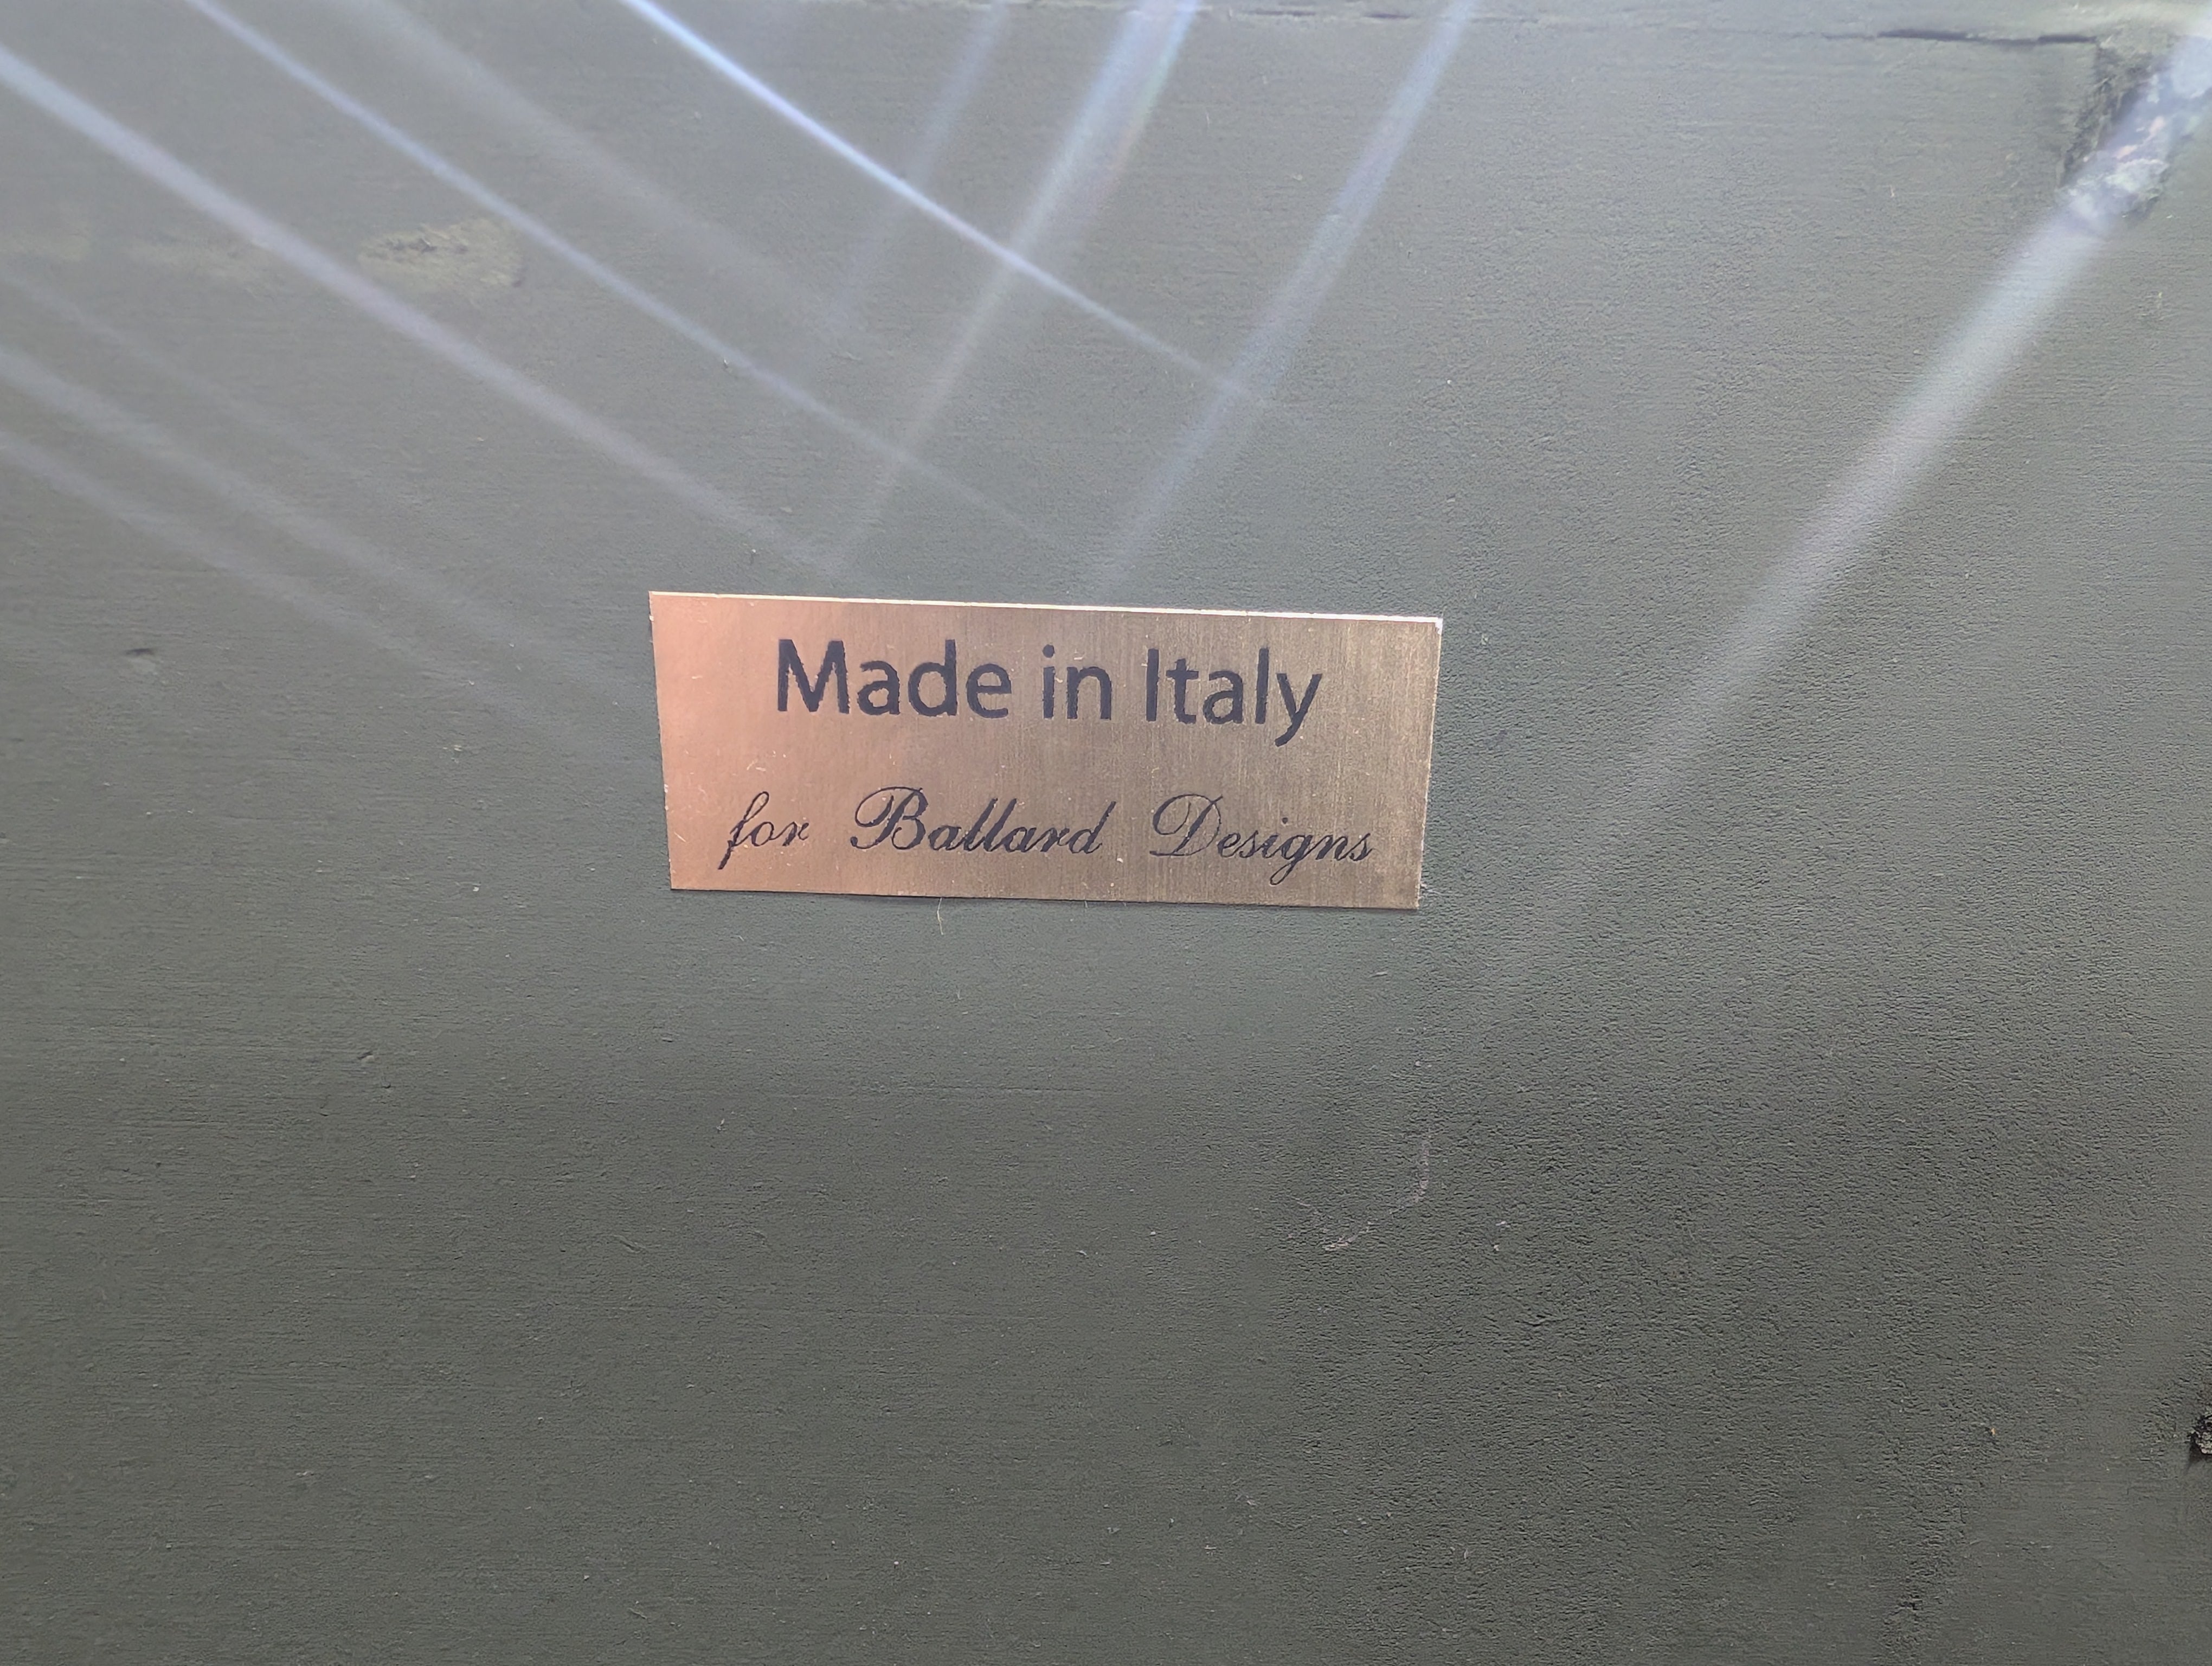 Made in Italy
for Ballard Designs